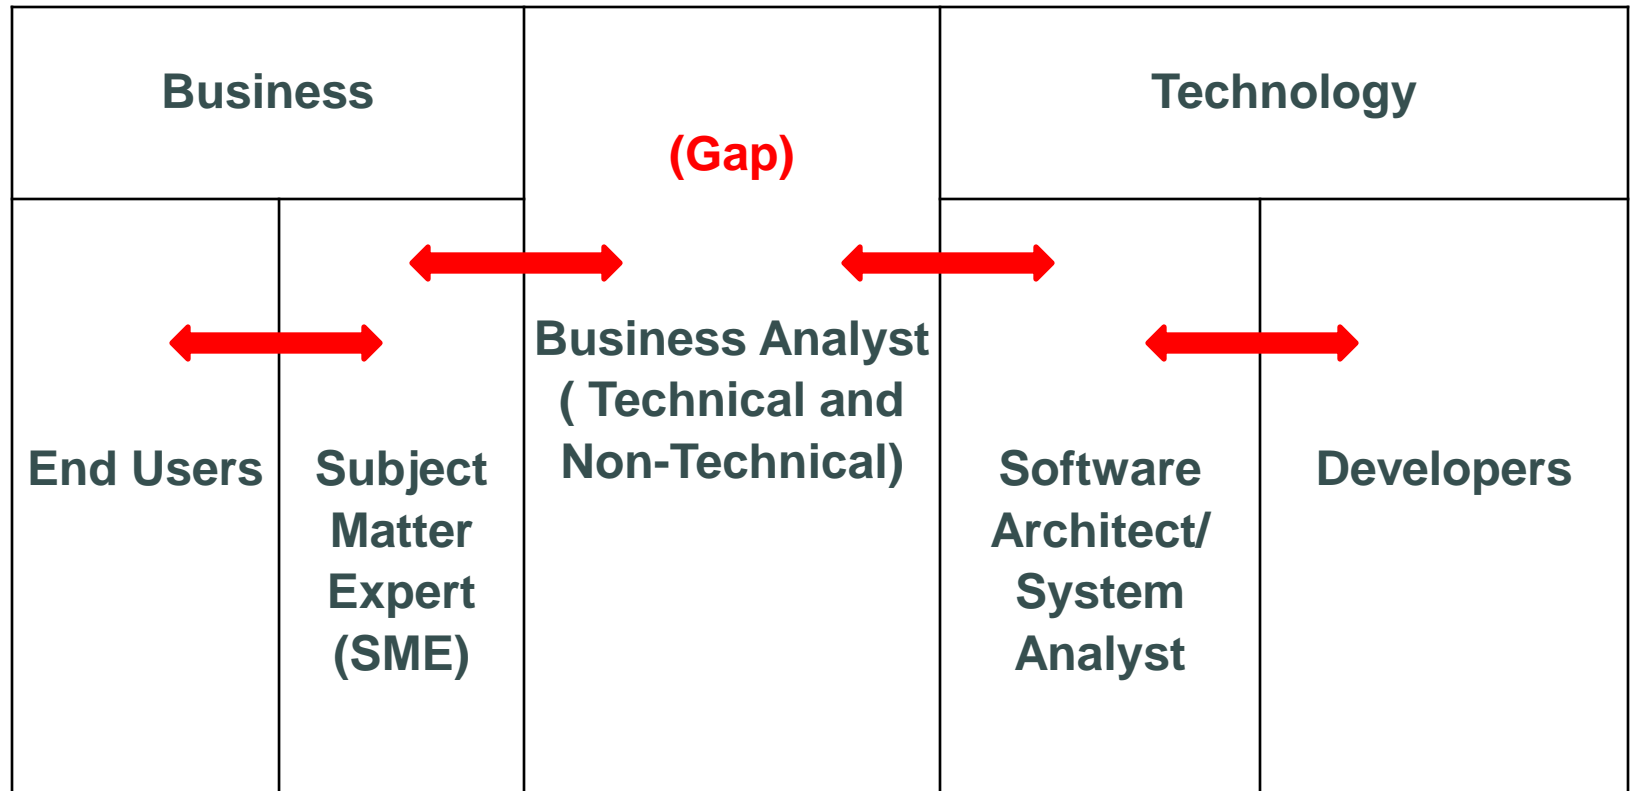 Business
(Gap)
Technology
End Users
Subject
Matter
Expert
(SME)
Business Analyst
( Technical and
Non-Technical)
Software
Architect/
System
Analyst
Developers